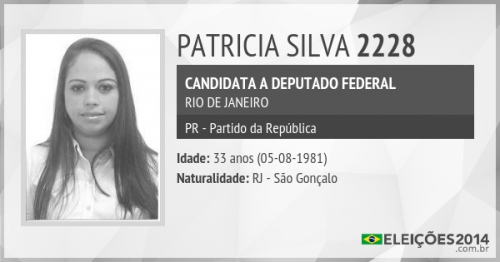 PATRICIA SILVA 2228
CANDIDATA A DEPUTADO FEDERAL
RIO DE JANEIRO
PR - Partido da República
Idade: 33 anos (05-08-1981)
Naturalidade: RJ - São Gonçalo
ELEIÇÕES2014
.com.br